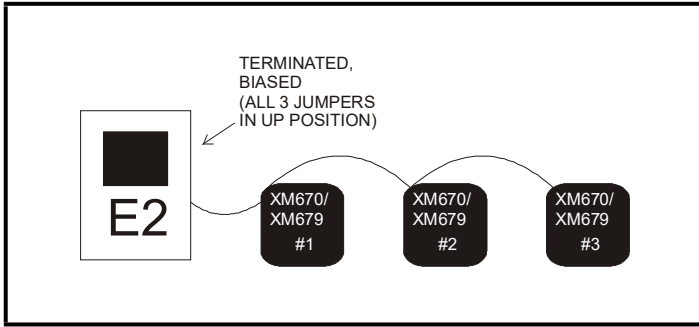 TERMINATED,
BIASED
(ALL 3 JUMPERS
IN UP POSITION)
E2
XM670/
XM679
#1
XM670/
XM679
#2
XM670/
XM679
#3